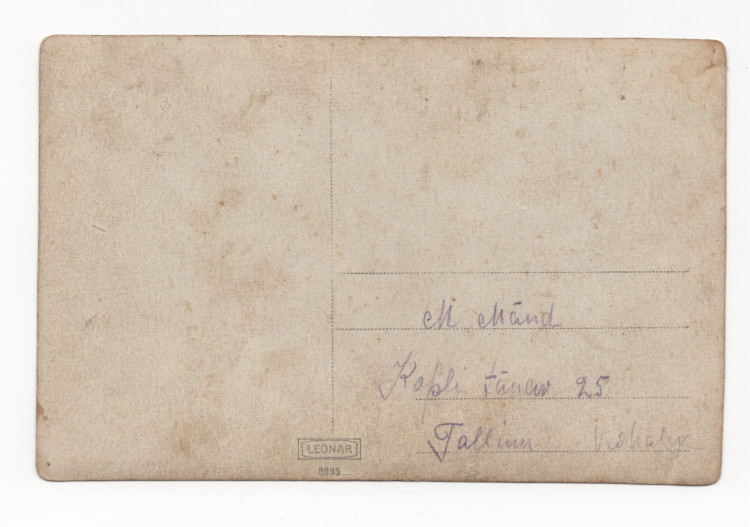 M. Mänd
Kopli tänav 25
Tallinn
LEONAR
8095